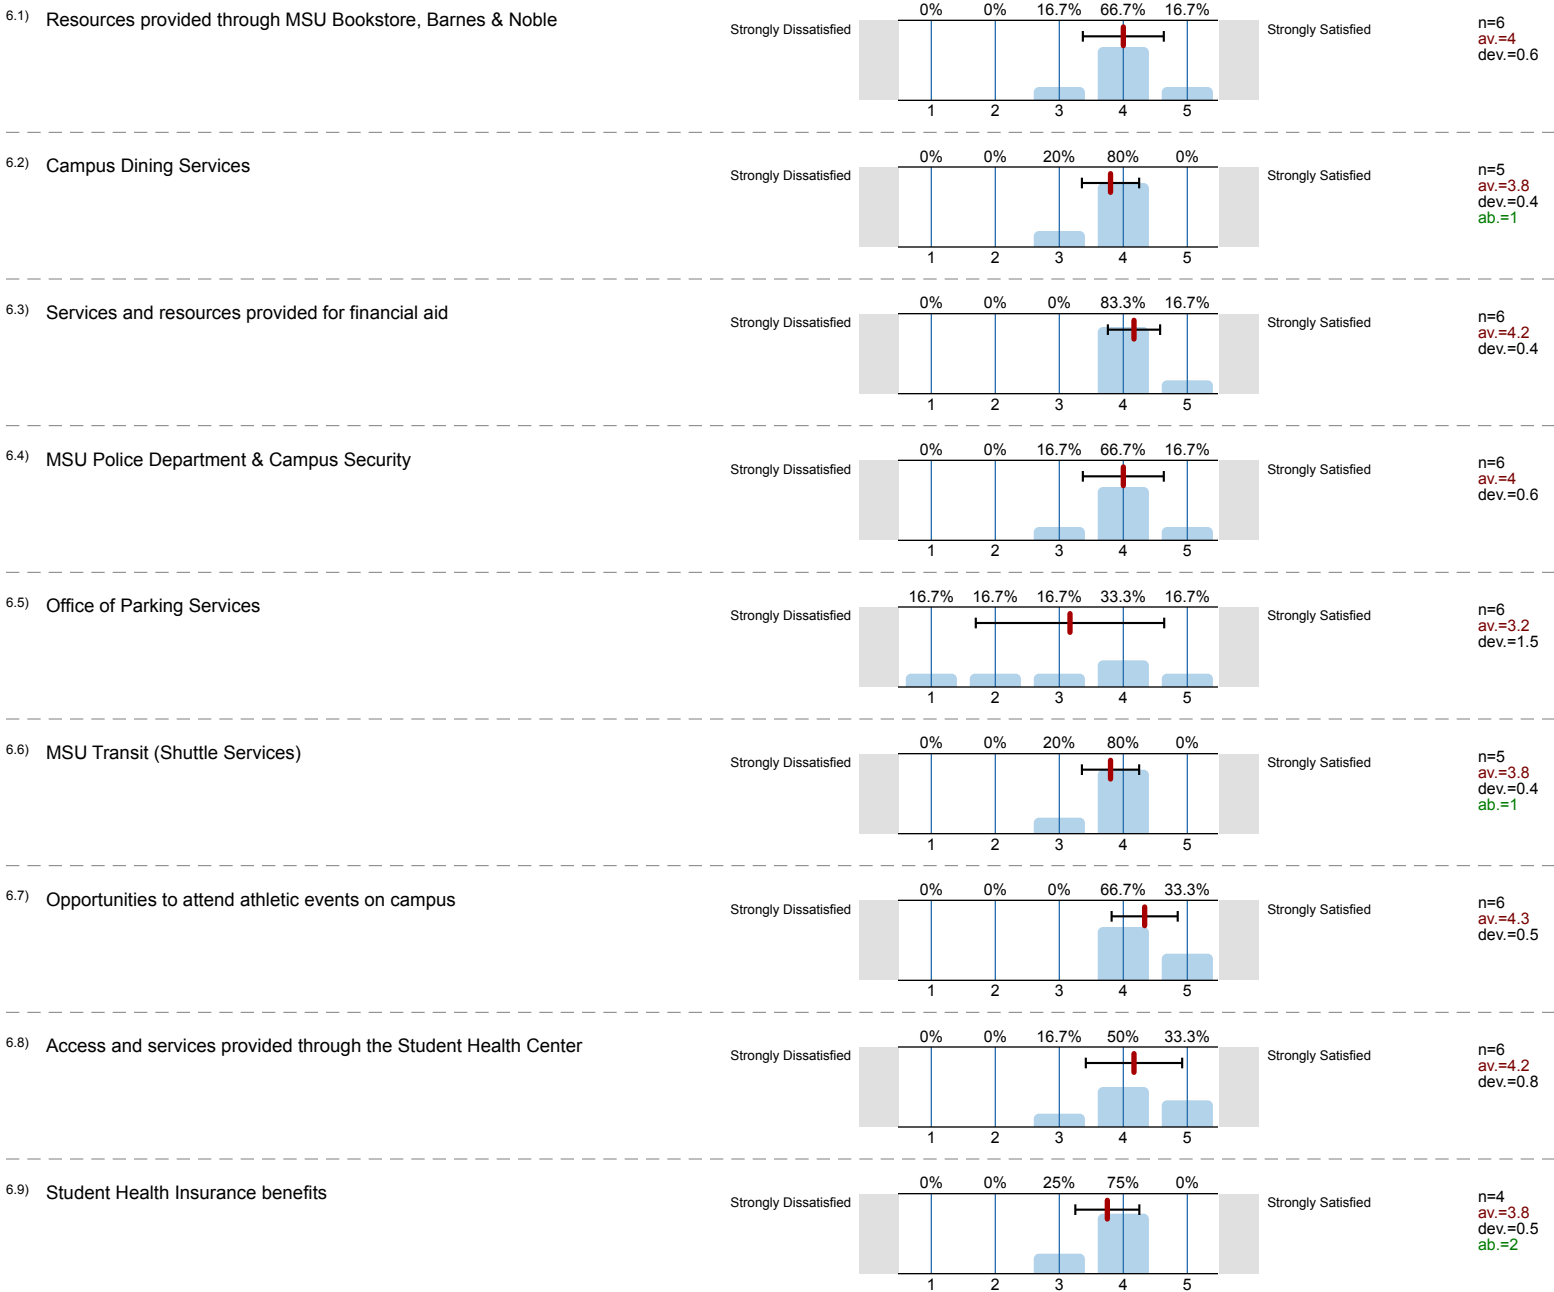 6.1) Resources provided through MSU Bookstore, Barnes & Noble
0% 0% 16.7% 66.7% 16.7%
Strongly Dissatisfied Strongly Satisfied
n=6
av.=4
dev.=0.6
1 2 3 4 5
6.2) Campus Dining Services
0% 0% 20% 80% 0%
Strongly Dissatisfied Strongly Satisfied
n=5
av.=3.8
dev.=0.4
ab.=1
1 2 3 4 5
6.3) Services and resources provided for financial aid
0% 0% 0% 83.3% 16.7%
Strongly Dissatisfied Strongly Satisfied
n=6
av.=4.2
dev.=0.4
1 2 3 4 5
6.4) MSU Police Department & Campus Security
0% 0% 16.7% 66.7% 16.7%
Strongly Dissatisfied Strongly Satisfied
n=6
av.=4
dev.=0.6
1 2 3 4 5
6.5) Office of Parking Services
16.7% 16.7% 16.7% 33.3% 16.7%
Strongly Dissatisfied Strongly Satisfied
n=6
av.=3.2
dev.=1.5
1 2 3 4 5
6.6) MSU Transit (Shuttle Services)
0% 0% 20% 80% 0%
Strongly Dissatisfied Strongly Satisfied
n=5
av.=3.8
dev.=0.4
ab.=1
1 2 3 4 5
6.7) Opportunities to attend athletic events on campus
0% 0% 0% 66.7% 33.3%
Strongly Dissatisfied Strongly Satisfied
n=6
av.=4.3
dev.=0.5
1 2 3 4 5
6.8) Access and services provided through the Student Health Center
0% 0% 16.7% 50% 33.3%
Strongly Dissatisfied Strongly Satisfied
n=6
av.=4.2
dev.=0.8
1 2 3 4 5
6.9) Student Health Insurance benefits
0% 0% 25% 75% 0%
Strongly Dissatisfied Strongly Satisfied
n=4
av.=3.8
dev.=0.5
ab.=2
1 2 3 4 5